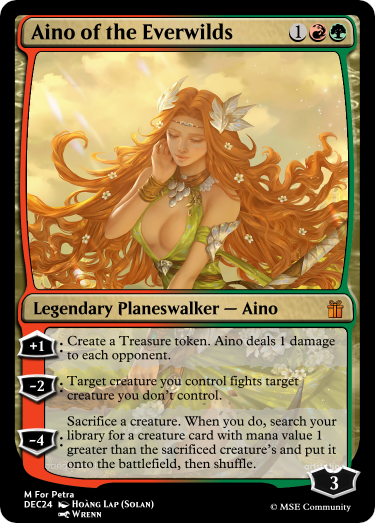 Aino of the Everwilds 1
Legendary Planeswalker — Aino
+1: Create a Treasure token. Aino deals 1 damage
to each opponent.
-2: Target creature you control fights target
creature you don't control.
Sacrifice a creature. When you do, search your
library for a creature card with mana value 1
-4: greater than the sacrificed creature's and put it
onto the battlefield, then shuffle.
3
M For Petra
DEC24 Hoàng Lap (Solan)
Wrenn
© MSE Community